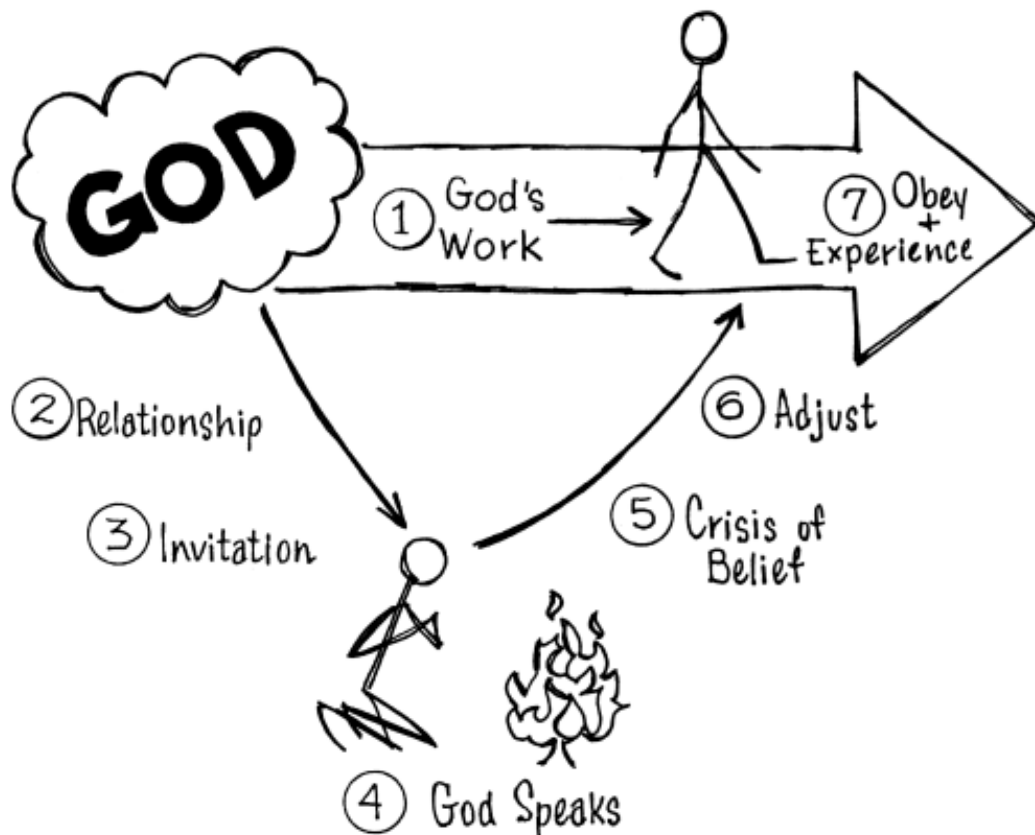 GOD
1 God's
Work
7 Obey
+
Experience
2 Relationship
3 Invitation
6 Adjust
5 Crisis of
Belief
4 God Speaks